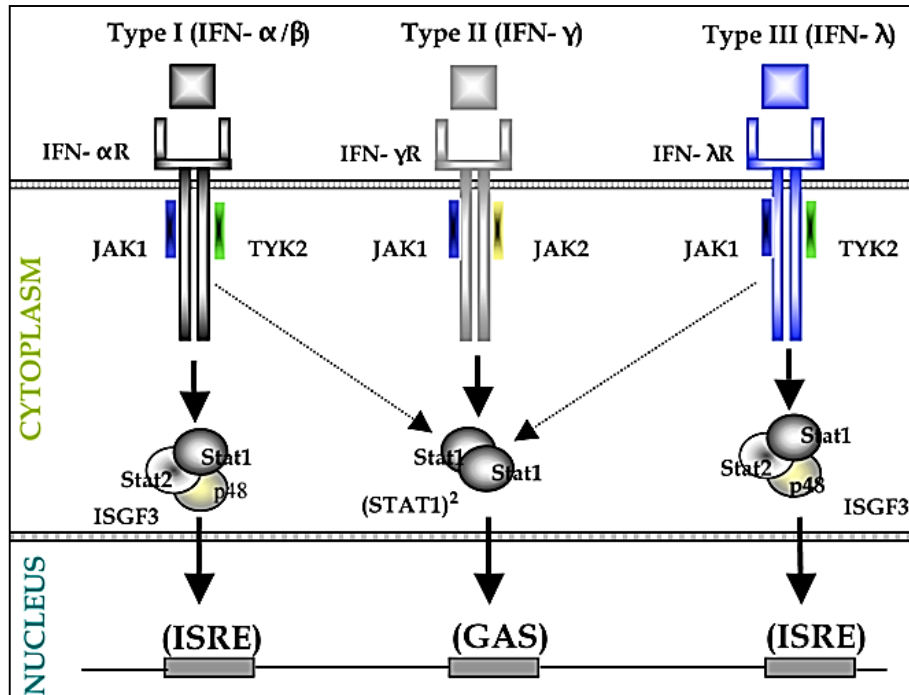 Type I (IFN- α/β)
Type II (IFN- γ)
Type III (IFN- λ)
IFN- αR
IFN- γR
IFN- λR
JAK1
TYK2
JAK1
JAK2
JAK1
TYK2
CYTOPLASM
Stat1
Stat2
p48
ISGF3
Stat1
Stat1
(STAT1)²
Stat1
Stat2
p48
ISGF3
NUCLEUS
(ISRE)
(GAS)
(ISRE)